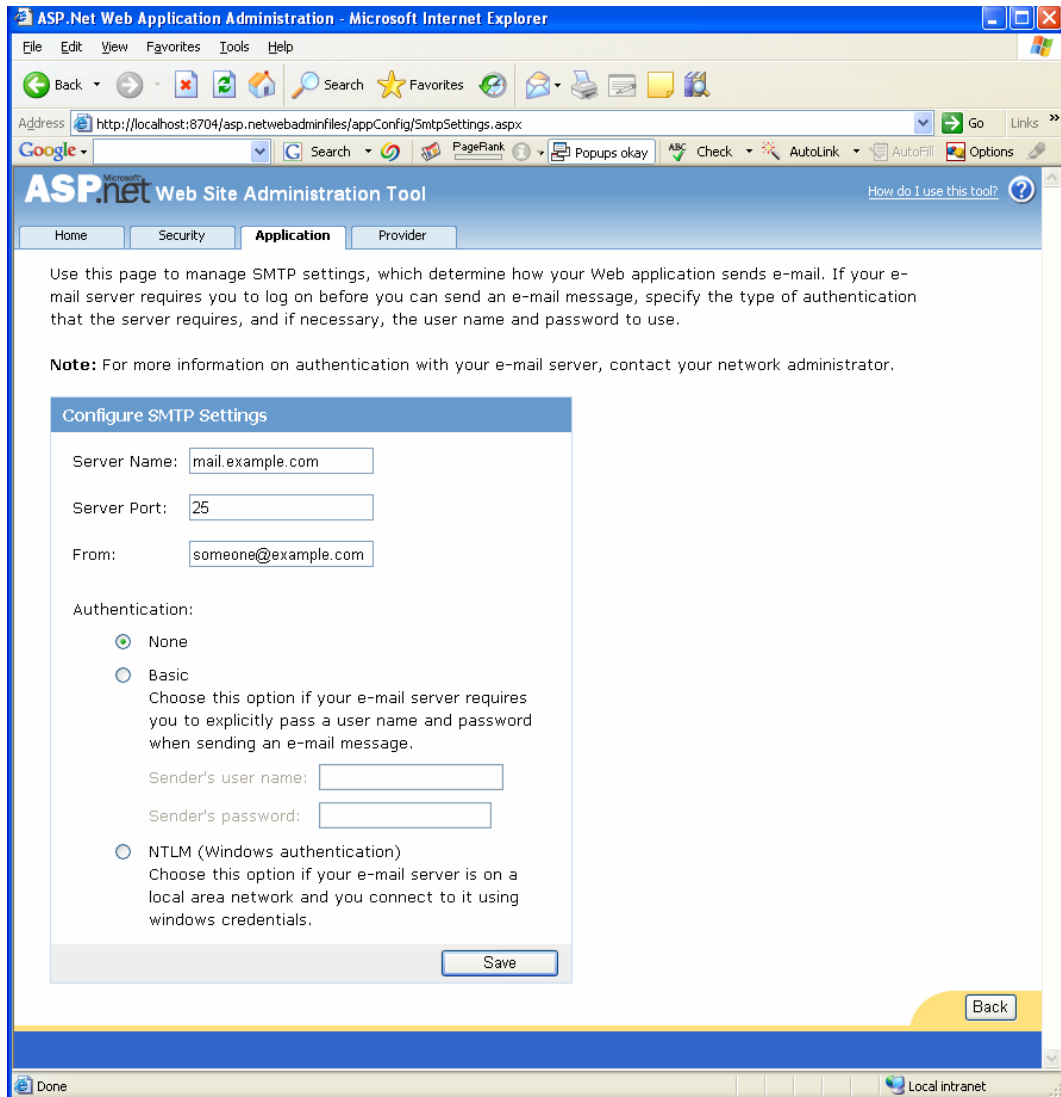 ASP.Net Web Application Administration - Microsoft Internet Explorer
File Edit View Favorites Tools Help
Back Search Favorites
Address http://localhost:8704/asp.netwebadminfiles/appConfig/SmtpSettings.aspx Go Links »
Google G Search PageRank Popups okay ABC Check AutoLink AutoFill Options
Microsoft ASP.net Web Site Administration Tool How do I use this tool? ?
Home Security Application Provider
Use this page to manage SMTP settings, which determine how your Web application sends e-mail. If your e-
mail server requires you to log on before you can send an e-mail message, specify the type of authentication
that the server requires, and if necessary, the user name and password to use.
Note: For more information on authentication with your e-mail server, contact your network administrator.
Configure SMTP Settings
Server Name: mail.example.com
Server Port: 25
From: someone@example.com
Authentication:
None
Basic
Choose this option if your e-mail server requires
you to explicitly pass a user name and password
when sending an e-mail message.
Sender's user name:
Sender's password:
NTLM (Windows authentication)
Choose this option if your e-mail server is on a
local area network and you connect to it using
windows credentials.
Save
Back
Done Local intranet